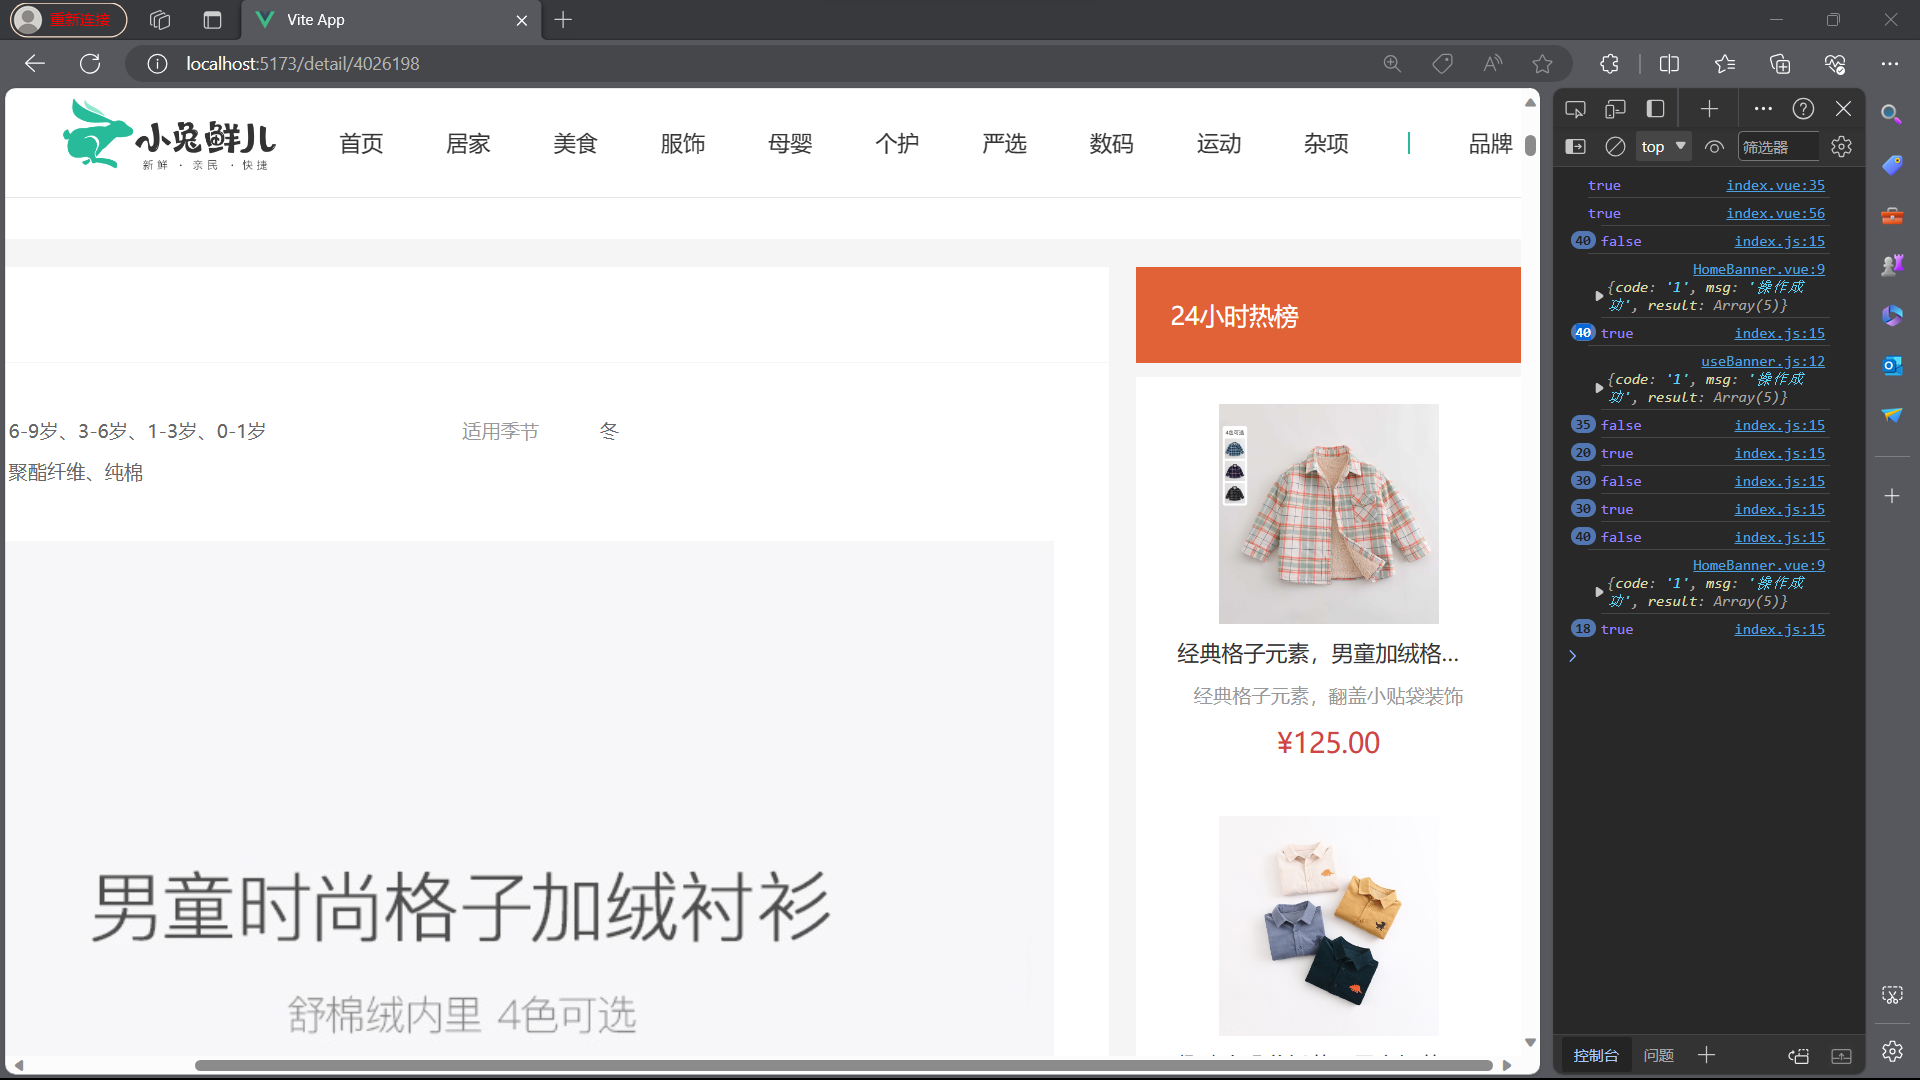 重新连接
Vite App
localhost:5173/detail/4026198
小兔鲜儿
新鲜 · 亲民 · 快捷
首页 居家 美食 服饰 母婴 个护 严选 数码 运动 杂项 品牌
24小时热榜
6-9岁、3-6岁、1-3岁、0-1岁 适用季节 冬
聚酯纤维、纯棉
男童时尚格子加绒衬衫
舒棉绒内里 4色可选
4色可选
经典格子元素，男童加绒格...
经典格子元素，翻盖小贴袋装饰
¥125.00
top 筛选器
true index.vue:35
true index.vue:56
40 false index.js:15
HomeBanner.vue:9
{code: '1', msg: '操作成
功', result: Array(5)}
40 true index.js:15
useBanner.js:12
{code: '1', msg: '操作成
功', result: Array(5)}
35 false index.js:15
20 true index.js:15
30 false index.js:15
30 true index.js:15
40 false index.js:15
HomeBanner.vue:9
{code: '1', msg: '操作成
功', result: Array(5)}
18 true index.js:15
控制台 问题